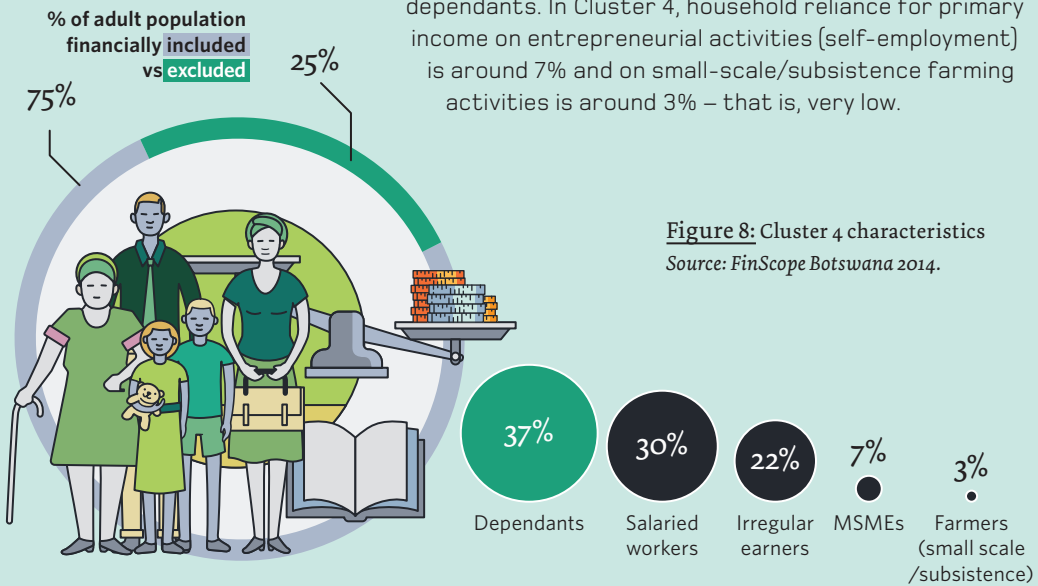 dependants. In Cluster 4, household reliance for primary
income on entrepreneurial activities (self-employment)
is around 7% and on small-scale/subsistence farming
activities is around 3% – that is, very low.
% of adult population
financially included
vs excluded
75%
25%
Figure 8: Cluster 4 characteristics
Source: FinScope Botswana 2014.
37%
Dependants
30%
Salaried
workers
22%
Irregular
earners
7%
MSMEs
3%
Farmers
(small scale
/subsistence)